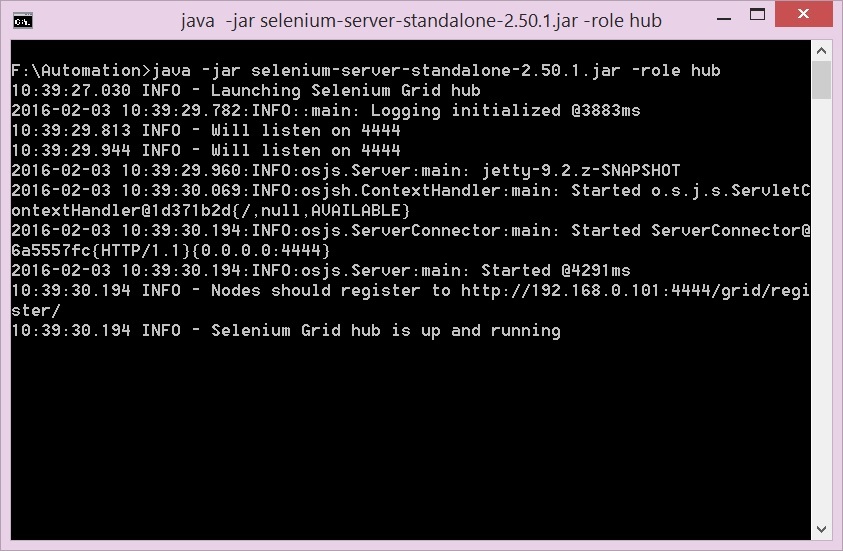 java -jar selenium-server-standalone-2.50.1.jar -role hub
F:\Automation>java -jar selenium-server-standalone-2.50.1.jar -role hub
10:39:27.030 INFO - Launching Selenium Grid hub
2016-02-03 10:39:29.782:INFO::main: Logging initialized @3883ms
10:39:29.813 INFO - Will listen on 4444
10:39:29.944 INFO - Will listen on 4444
2016-02-03 10:39:29.960:INFO:osjs.Server:main: jetty-9.2.z-SNAPSHOT
2016-02-03 10:39:30.069:INFO:osjsh.ContextHandler:main: Started o.s.j.s.ServletC
ontextHandler@1d371b2d{/,null,AVAILABLE}
2016-02-03 10:39:30.194:INFO:osjs.ServerConnector:main: Started ServerConnector@
6a5557fc{HTTP/1.1}{0.0.0.0:4444}
2016-02-03 10:39:30.194:INFO:osjs.Server:main: Started @4291ms
10:39:30.194 INFO - Nodes should register to http://192.168.0.101:4444/grid/regi
ster/
10:39:30.194 INFO - Selenium Grid hub is up and running